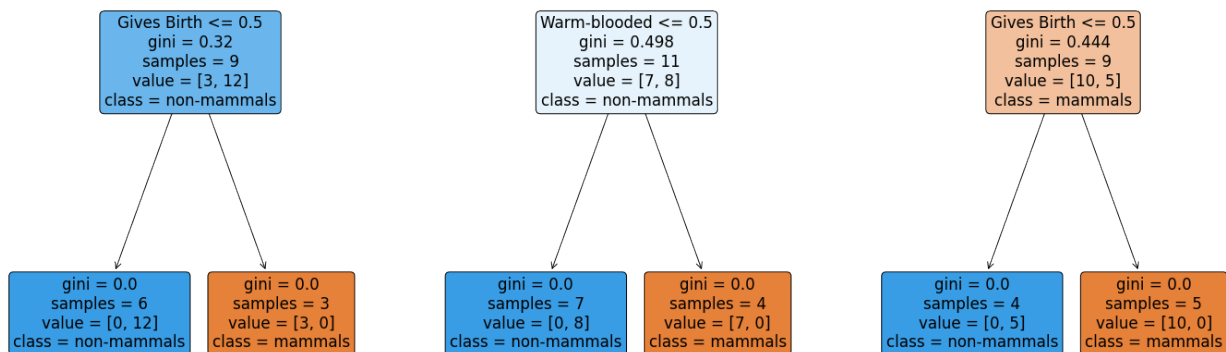 Gives Birth <= 0.5
gini = 0.32
samples = 9
value = [3, 12]
class = non-mammals
Warm-blooded <= 0.5
gini = 0.498
samples = 11
value = [7, 8]
class = non-mammals
Gives Birth <= 0.5
gini = 0.444
samples = 9
value = [10, 5]
class = mammals
gini = 0.0
samples = 6
value = [0, 12]
class = non-mammals
gini = 0.0
samples = 3
value = [3, 0]
class = mammals
gini = 0.0
samples = 7
value = [0, 8]
class = non-mammals
gini = 0.0
samples = 4
value = [7, 0]
class = mammals
gini = 0.0
samples = 4
value = [0, 5]
class = non-mammals
gini = 0.0
samples = 5
value = [10, 0]
class = mammals